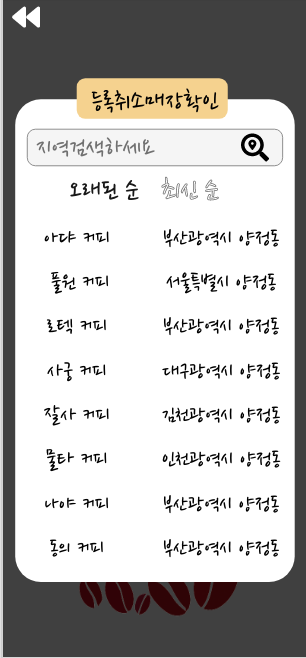 등록취소매장확인
지역검색하세요
오래된 순 최신 순
아댜 커피 부산광역시 양정동
풀원 커피 서울특별시 양정동
로텍 커피 부산광역시 양정동
사궁 커피 대구광역시 양정동
잘사 커피 김천광역시 양정동
물타 커피 인천광역시 양정동
나야 커피 부산광역시 양정동
동의 커피 부산광역시 양정동